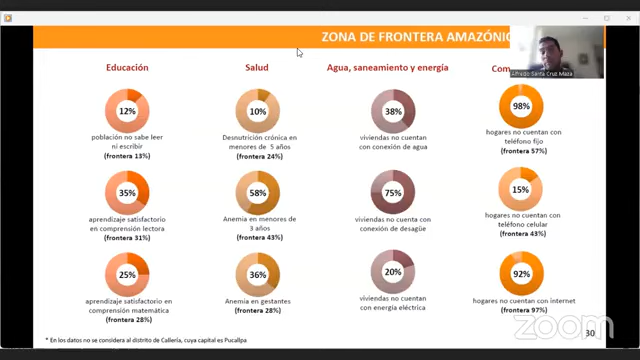 ZONA DE FRONTERA AMAZÓNIC
Alfredo Santa Cruz Maza
Educación
Salud
Agua, saneamiento y energía
Com
12%
población no sabe leer
ni escribir
(frontera 13%)
10%
Desnutrición crónica en
menores de 5 años
(frontera 24%)
38%
viviendas no cuentan
con conexión de agua
98%
hogares no cuentan con
teléfono fijo
(frontera 57%)
35%
aprendizaje satisfactorio
en comprensión lectora
(frontera 31%)
58%
Anemia en menores de
3 años
(frontera 43%)
75%
viviendas no cuenta con
conexión de desagüe
15%
hogares no cuentan con
teléfono celular
(frontera 43%)
25%
aprendizaje satisfactorio en
comprensión matemática
(frontera 28%)
36%
Anemia en gestantes
(frontera 28%)
20%
viviendas no cuentan
con energía eléctrica
92%
hogares no cuentan con internet
(frontera 97%)
* En los datos no se considera al distrito de Callería, cuya capital es Pucallpa
30
zoom